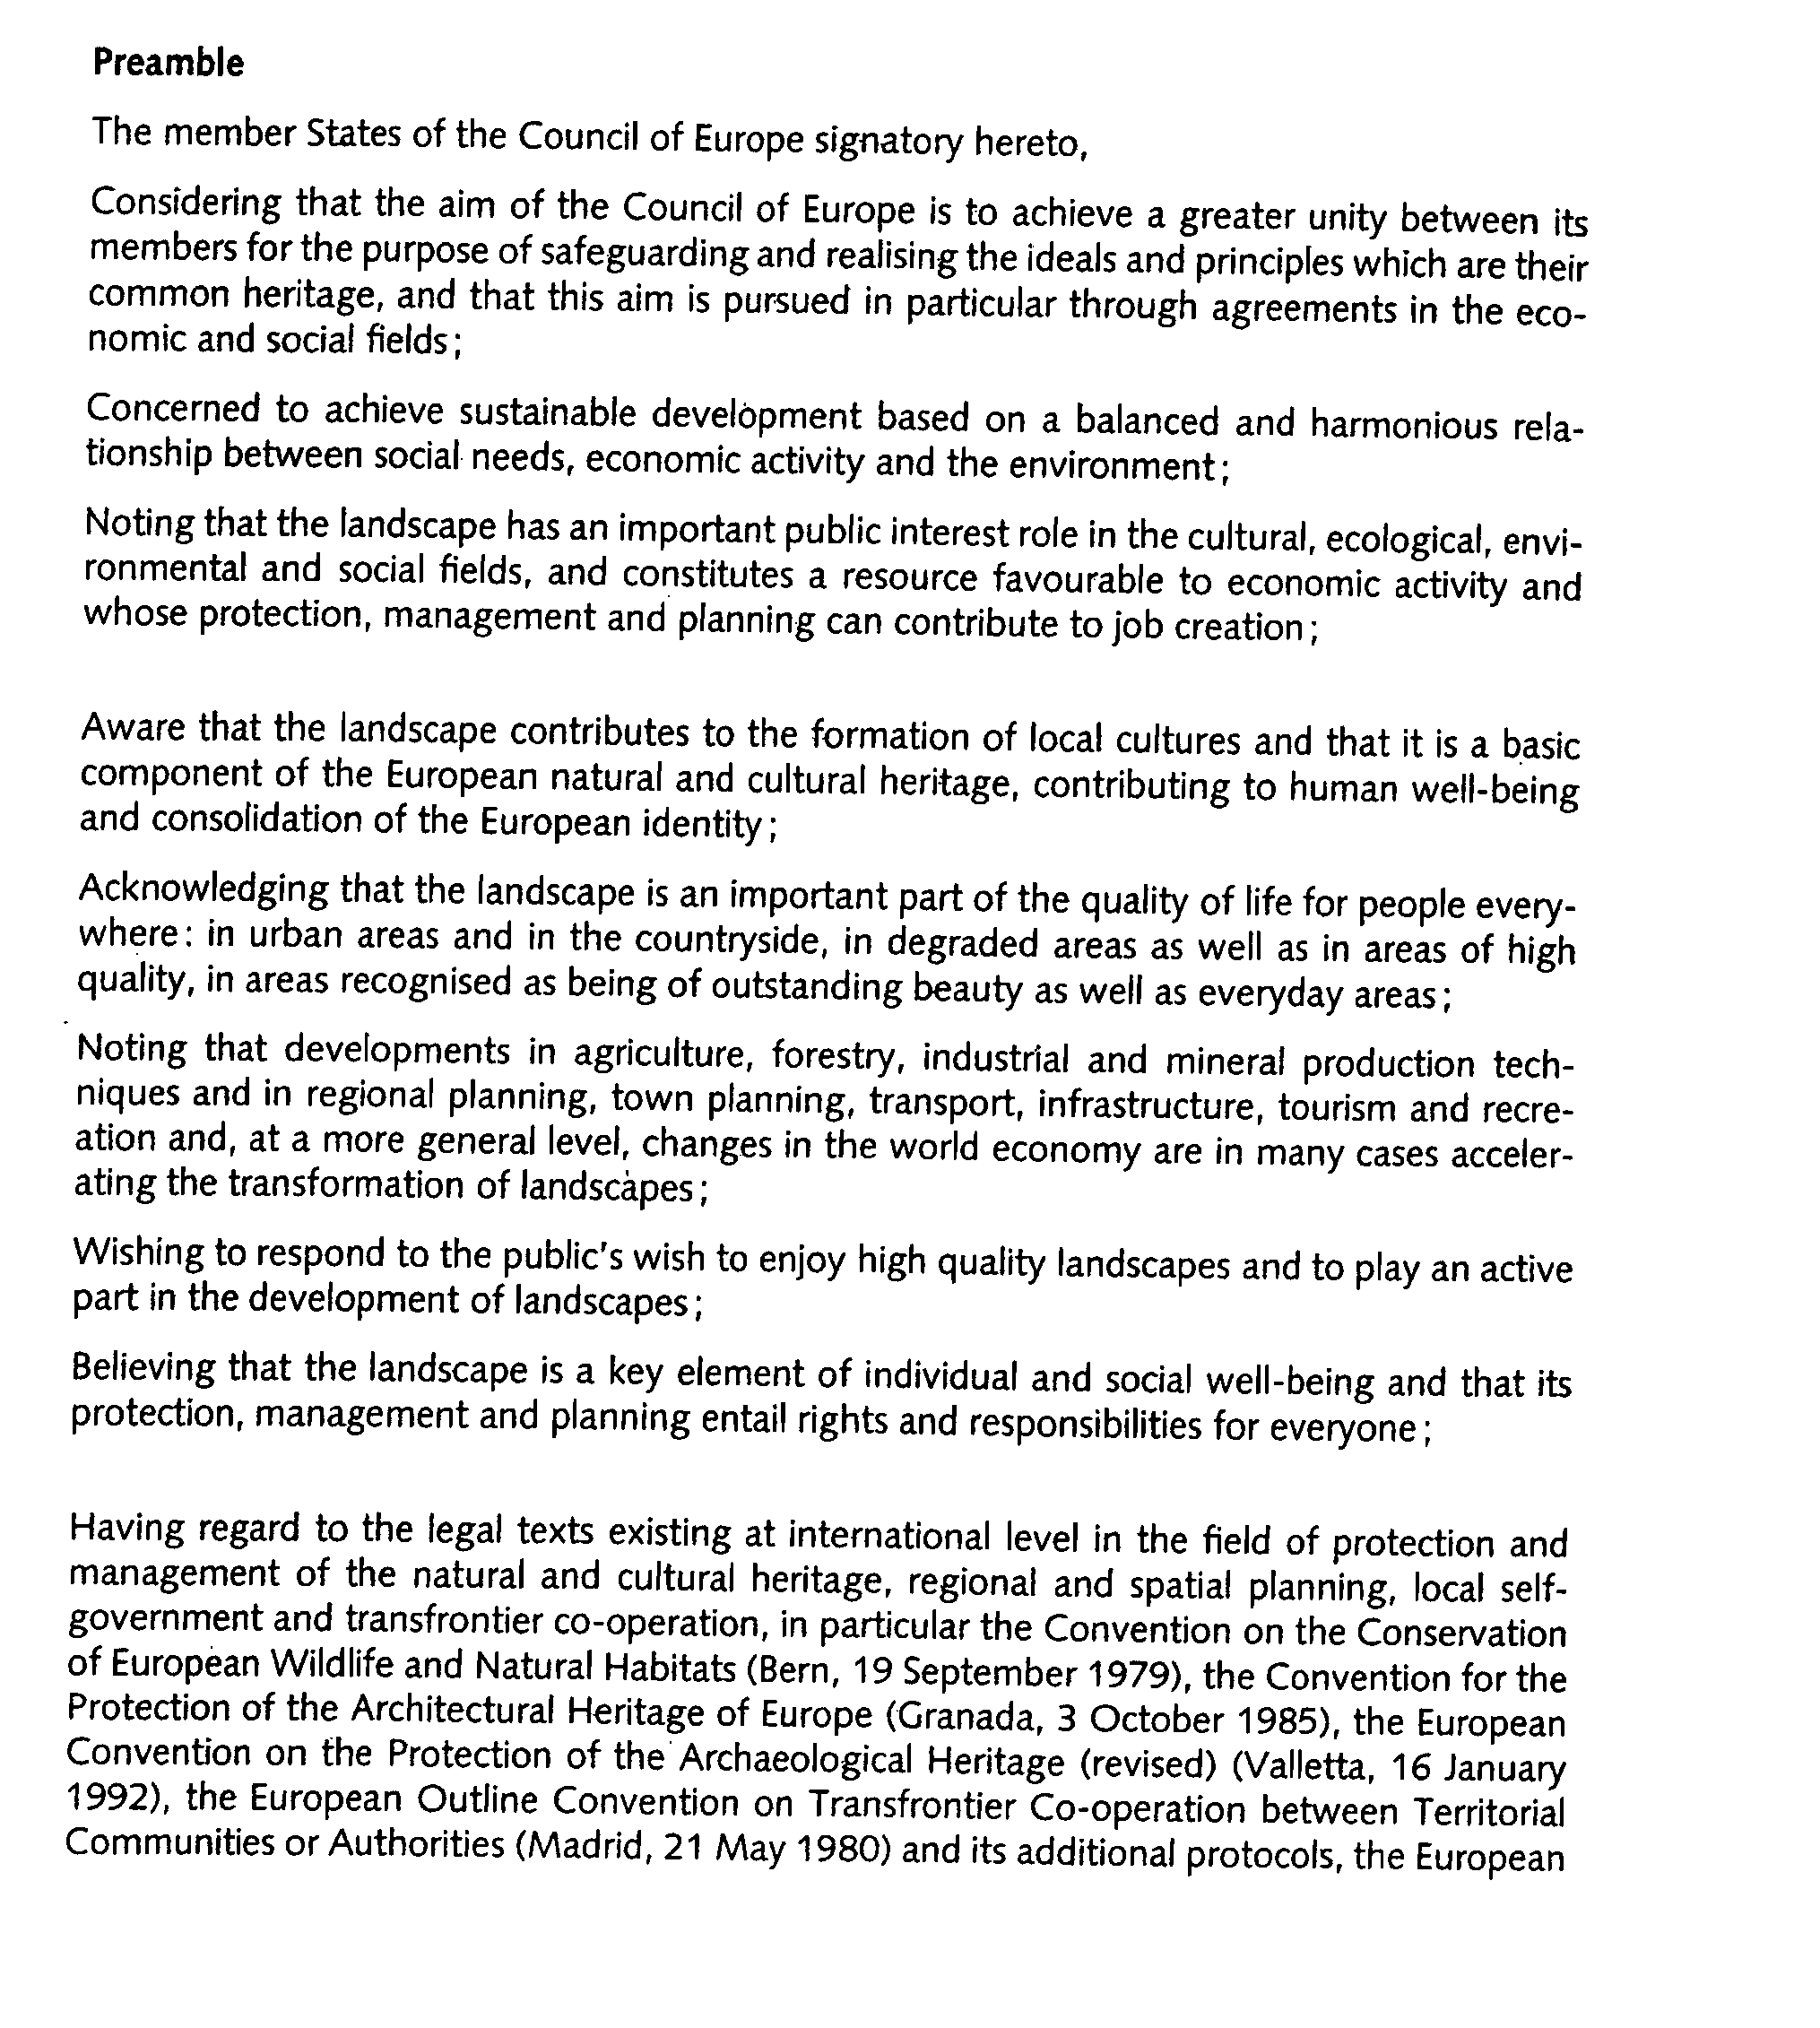 Preamble
The member States of the Council of Europe signatory hereto,
Considering that the aim of the Council of Europe is to achieve a greater unity between its
members for the purpose of safeguarding and realising the ideals and principles which are their
common heritage, and that this aim is pursued in particular through agreements in the eco-
nomic and social fields;
Concerned to achieve sustainable development based on a balanced and harmonious rela-
tionship between social needs, economic activity and the environment;
Noting that the landscape has an important public interest role in the cultural, ecological, envi-
ronmental and social fields, and constitutes a resource favourable to economic activity and
whose protection, management and planning can contribute to job creation;
Aware that the landscape contributes to the formation of local cultures and that it is a basic
component of the European natural and cultural heritage, contributing to human well-being
and consolidation of the European identity;
Acknowledging that the landscape is an important part of the quality of life for people every-
where: in urban areas and in the countryside, in degraded areas as well as in areas of high
quality, in areas recognised as being of outstanding beauty as well as everyday areas;
Noting that developments in agriculture, forestry, industrial and mineral production tech-
niques and in regional planning, town planning, transport, infrastructure, tourism and recre-
ation and, at a more general level, changes in the world economy are in many cases acceler-
ating the transformation of landscapes;
Wishing to respond to the public's wish to enjoy high quality landscapes and to play an active
part in the development of landscapes;
Believing that the landscape is a key element of individual and social well-being and that its
protection, management and planning entail rights and responsibilities for everyone;
Having regard to the legal texts existing at international level in the field of protection and
management of the natural and cultural heritage, regional and spatial planning, local self-
government and transfrontier co-operation, in particular the Convention on the Conservation
of European Wildlife and Natural Habitats (Bern, 19 September 1979), the Convention for the
Protection of the Architectural Heritage of Europe (Granada, 3 October 1985), the European
Convention on the Protection of the Archaeological Heritage (revised) (Valletta, 16 January
1992), the European Outline Convention on Transfrontier Co-operation between Territorial
Communities or Authorities (Madrid, 21 May 1980) and its additional protocols, the European